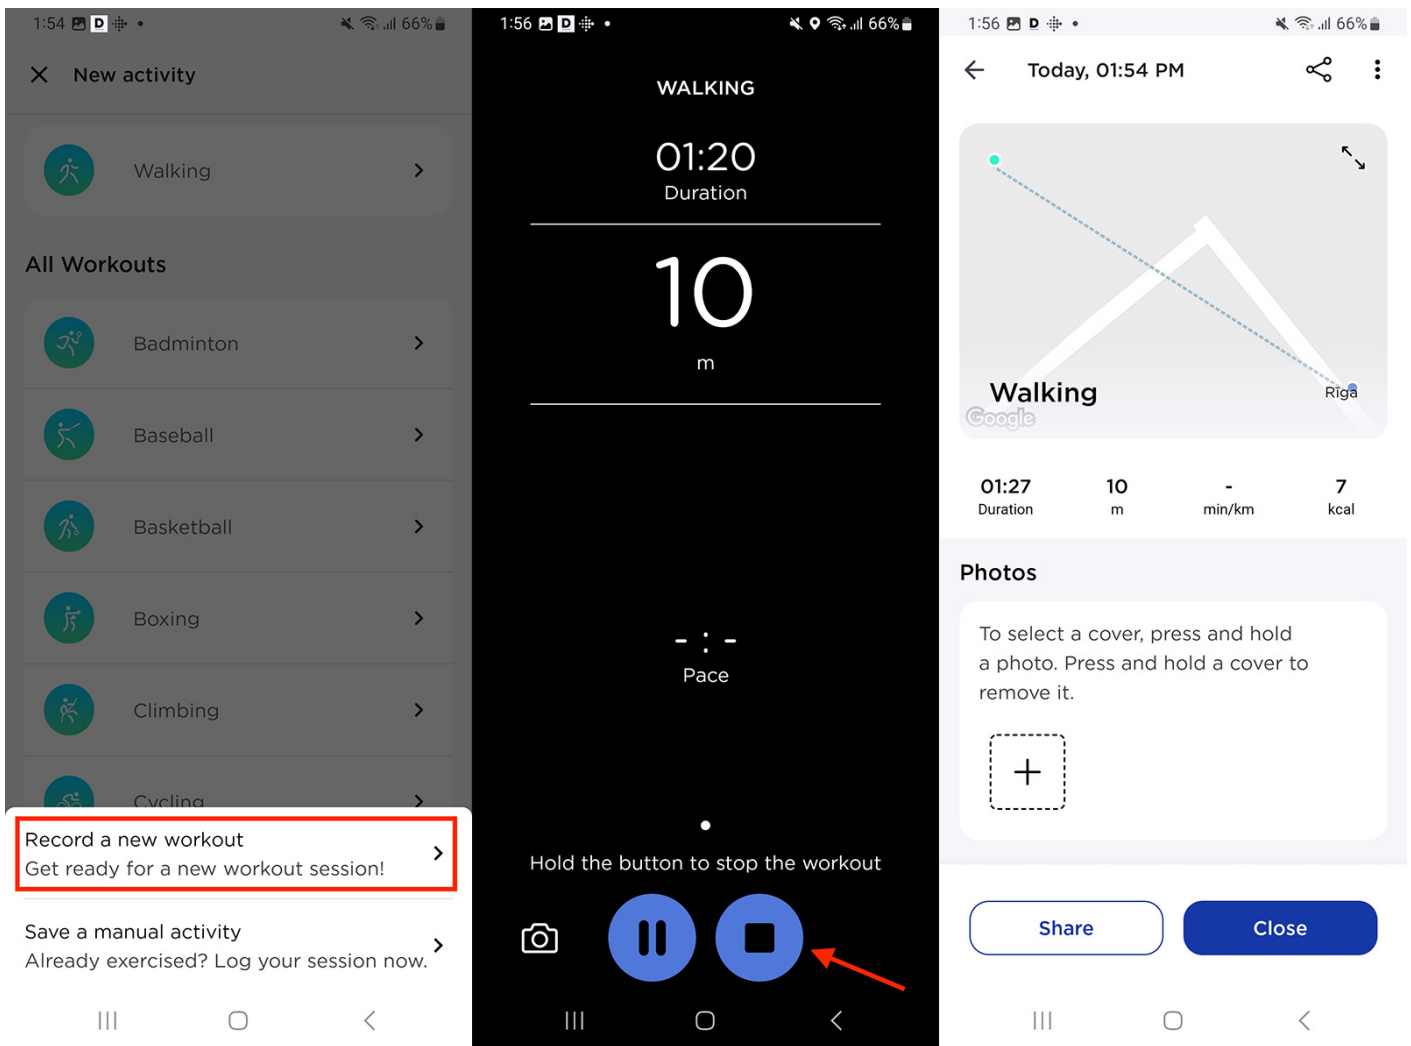 1:54 D 66%
New activity
Walking
All Workouts
Badminton
Baseball
Basketball
Boxing
Climbing
Cycling
Record a new workout
Get ready for a new workout session!
Save a manual activity
Already exercised? Log your session now.
1:56 D 66%
WALKING
01:20
Duration
10
m
- : -
Pace
Hold the button to stop the workout
1:56 D 66%
Today, 01:54 PM
Walking
Rīga
Google
01:27 10 - 7
Duration m min/km kcal
Photos
To select a cover, press and hold
a photo. Press and hold a cover to
remove it.
Share Close